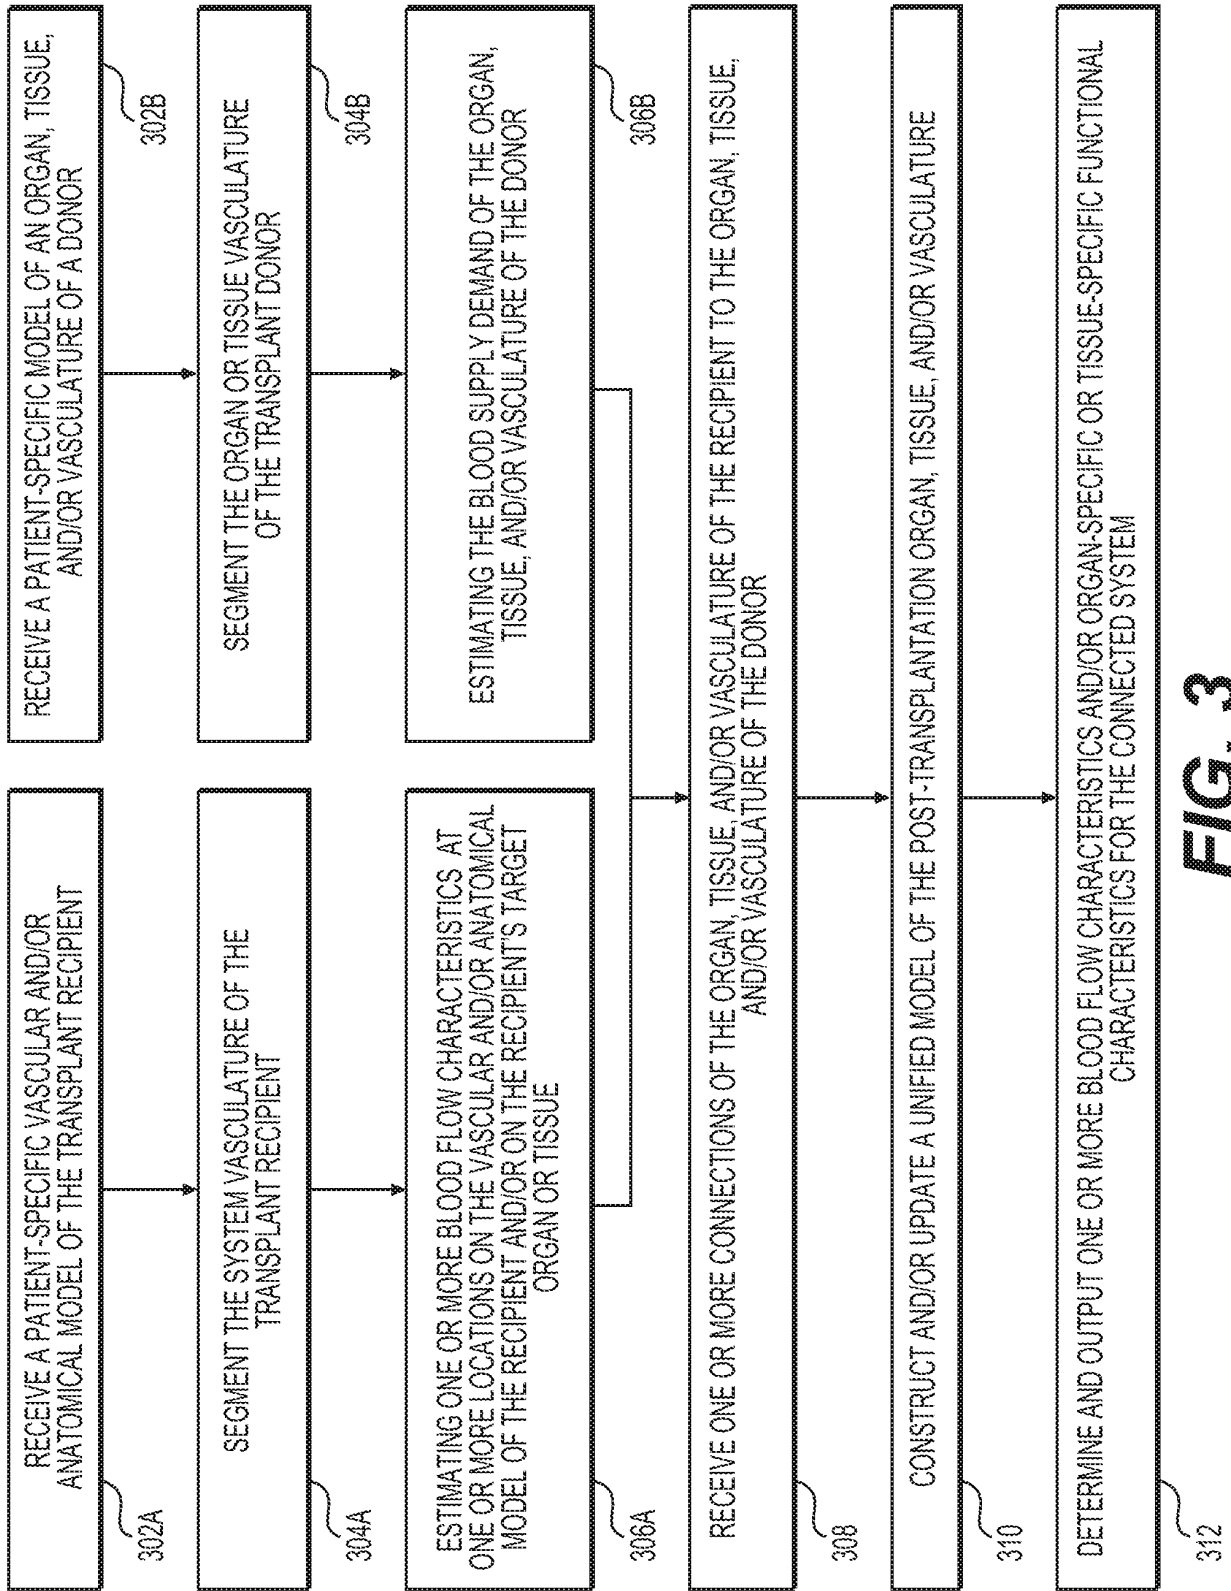 RECEIVE A PATIENT-SPECIFIC VASCULAR AND/OR
ANATOMICAL MODEL OF THE TRANSPLANT RECIPIENT
302A
RECEIVE A PATIENT-SPECIFIC MODEL OF AN ORGAN, TISSUE,
AND/OR VASCULATURE OF A DONOR
302B
SEGMENT THE SYSTEM VASCULATURE OF THE
TRANSPLANT RECIPIENT
304A
SEGMENT THE ORGAN OR TISSUE VASCULATURE
OF THE TRANSPLANT DONOR
304B
ESTIMATING ONE OR MORE BLOOD FLOW CHARACTERISTICS AT
ONE OR MORE LOCATIONS ON THE VASCULAR AND/OR ANATOMICAL
MODEL OF THE RECIPIENT AND/OR ON THE RECIPIENT'S TARGET
ORGAN OR TISSUE
306A
ESTIMATING THE BLOOD SUPPLY DEMAND OF THE ORGAN,
TISSUE, AND/OR VASCULATURE OF THE DONOR
306B
RECEIVE ONE OR MORE CONNECTIONS OF THE ORGAN, TISSUE, AND/OR VASCULATURE OF THE RECIPIENT TO THE ORGAN, TISSUE,
AND/OR VASCULATURE OF THE DONOR
308
CONSTRUCT AND/OR UPDATE A UNIFIED MODEL OF THE POST-TRANSPLANTATION ORGAN, TISSUE, AND/OR VASCULATURE
310
DETERMINE AND OUTPUT ONE OR MORE BLOOD FLOW CHARACTERISTICS AND/OR ORGAN-SPECIFIC OR TISSUE-SPECIFIC FUNCTIONAL
CHARACTERISTICS FOR THE CONNECTED SYSTEM
312
FIG. 3